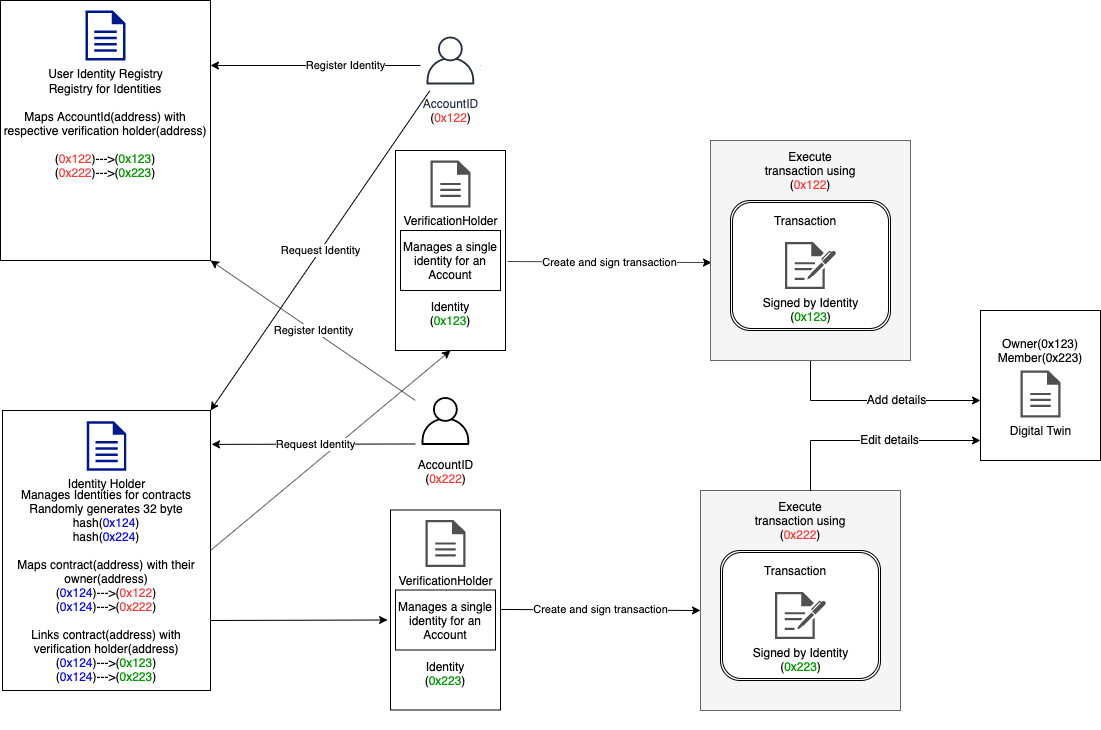 User Identity Registry
Registry for Identities
Maps AccountId(address) with
respective verification holder(address)
(0x122)--->(0x123)
(0x222)--->(0x223)
Register Identity
AccountID
(0x122)
Request Identity
Register Identity
VerificationHolder
Manages a single
identity for an
Account
Identity
(0x123)
Create and sign transaction
Execute
transaction using
(0x122)
Transaction
Signed by Identity
(0x123)
Owner(0x123)
Member(0x223)
Digital Twin
Add details
Edit details
Request Identity
AccountID
(0x222)
Identity Holder
Manages Identities for contracts
Randomly generates 32 byte
hash(0x124)
hash(0x224)
Maps contract(address) with their
owner(address)
(0x124)--->(0x122)
(0x124)--->(0x222)
Links contract(address) with
verification holder(address)
(0x124)--->(0x123)
(0x124)--->(0x223)
VerificationHolder
Manages a single
identity for an
Account
Identity
(0x223)
Create and sign transaction
Execute
transaction using
(0x222)
Transaction
Signed by Identity
(0x223)